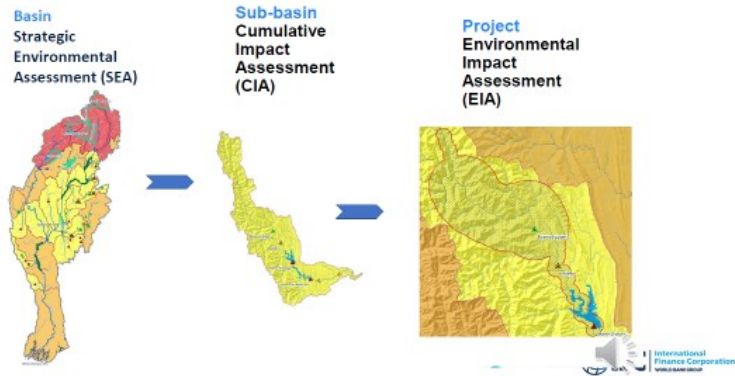 Basin
Strategic
Environmental
Assessment (SEA)
Sub-basin
Cumulative
Impact
Assessment
(CIA)
Project
Environmental
Impact
Assessment
(EIA)
International
Finance Corporation
WORLD BANK GROUP